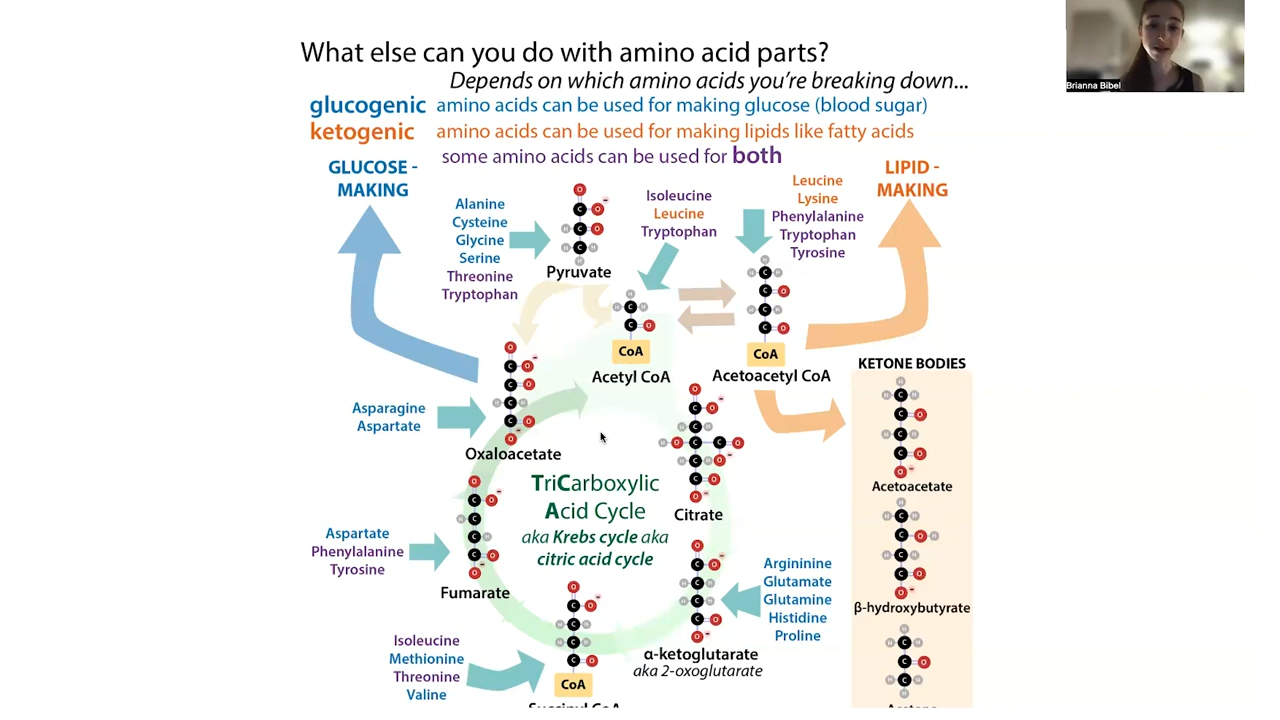 What else can you do with amino acid parts?
Depends on which amino acids you're breaking down...
glucogenic amino acids can be used for making glucose (blood sugar)
ketogenic amino acids can be used for making lipids like fatty acids
some amino acids can be used for both
Brianna Bibel
GLUCOSE -
MAKING
LIPID -
MAKING
Alanine
Cysteine
Glycine
Serine
Threonine
Tryptophan
Pyruvate
Isoleucine
Leucine
Tryptophan
Leucine
Lysine
Phenylalanine
Tryptophan
Tyrosine
CoA
Acetyl CoA
CoA
Acetoacetyl CoA
KETONE BODIES
Acetoacetate
β-hydroxybutyrate
Asparagine
Aspartate
Oxaloacetate
Citrate
TriCarboxylic
Acid Cycle
aka Krebs cycle aka
citric acid cycle
Aspartate
Phenylalanine
Tyrosine
Fumarate
Argininine
Glutamate
Glutamine
Histidine
Proline
α-ketoglutarate
aka 2-oxoglutarate
Isoleucine
Methionine
Threonine
Valine
CoA